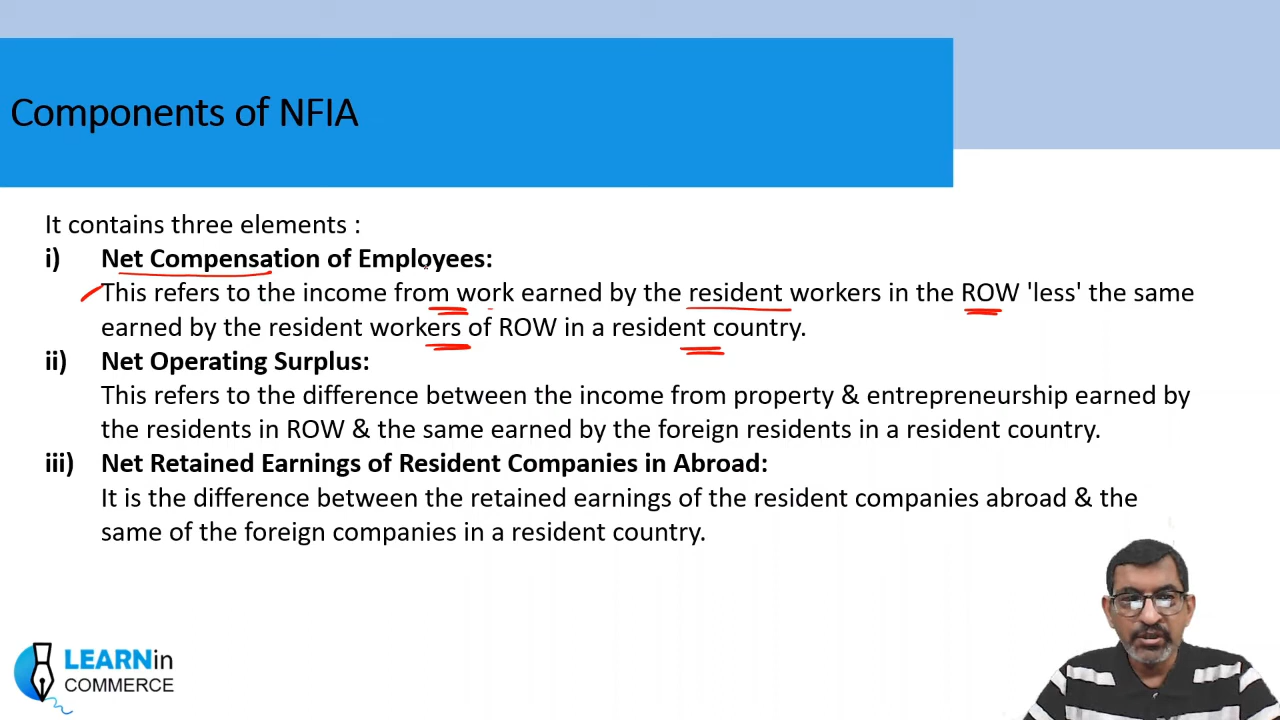 Components of NFIA
It contains three elements :
i) Net Compensation of Employees:
This refers to the income from work earned by the resident workers in the ROW 'less' the same
earned by the resident workers of ROW in a resident country.
ii) Net Operating Surplus:
This refers to the difference between the income from property & entrepreneurship earned by
the residents in ROW & the same earned by the foreign residents in a resident country.
iii) Net Retained Earnings of Resident Companies in Abroad:
It is the difference between the retained earnings of the resident companies abroad & the
same of the foreign companies in a resident country.
LEARNin
COMMERCE